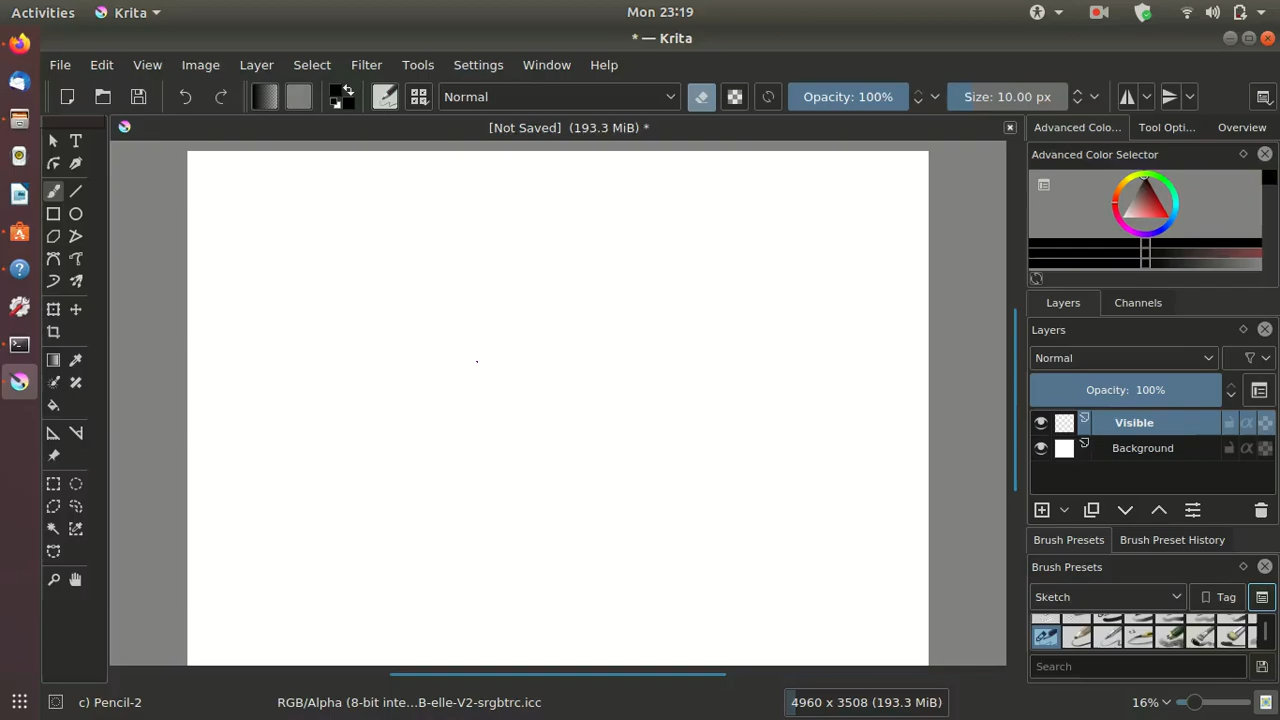 Activities Krita Mon 23:19
* — Krita
File Edit View Image Layer Select Filter Tools Settings Window Help
Normal Opacity: 100% Size: 10.00 px
[Not Saved] (193.3 MiB) * Advanced Colo... Tool Opti... Overview
Advanced Color Selector
Layers Channels
Layers
Normal
Opacity: 100%
Visible
Background
Brush Presets Brush Preset History
Brush Presets
Sketch Tag
Search
c) Pencil-2 RGB/Alpha (8-bit inte...B-elle-V2-srgbtrc.icc 4960 x 3508 (193.3 MiB) 16%